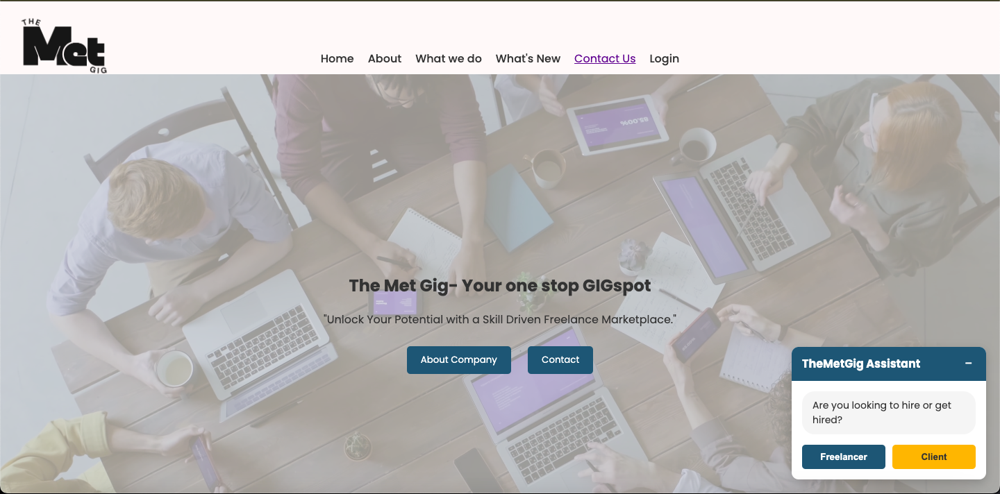 THE
Met
GIG
Home About What we do What's New Contact Us Login
85.00%
The Met Gig– Your one stop GIGspot
"Unlock Your Potential with a Skill Driven Freelance Marketplace."
About Company Contact
TheMetGig Assistant –
Are you looking to hire or get
hired?
Freelancer Client